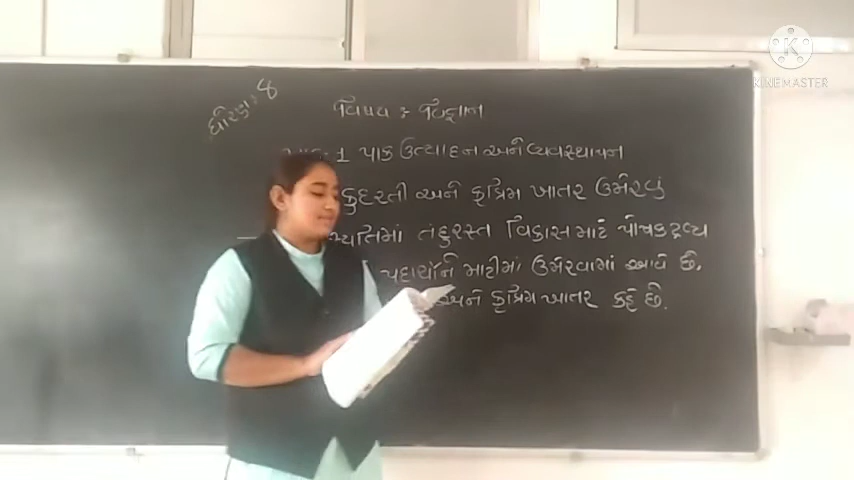 ધોરણ : 8
વિષય : વિજ્ઞાન
1 પાક ઉત્પાદન અને વ્યવસ્થાપન
કુદરતી અને કૃત્રિમ ખાતર ઉમેરવું
તંદુરસ્ત વિકાસ માટે પોષકદ્રવ્ય
પદાર્થોને માટીમાં ઉમેરવામાં આવે છે.
અને કૃત્રિમ ખાતર કહે છે.
KINEMASTER